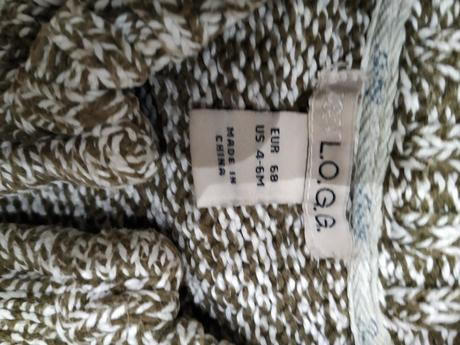 L.O.G.G.
EUR 68
US 4-6M
MADE IN
CHINA